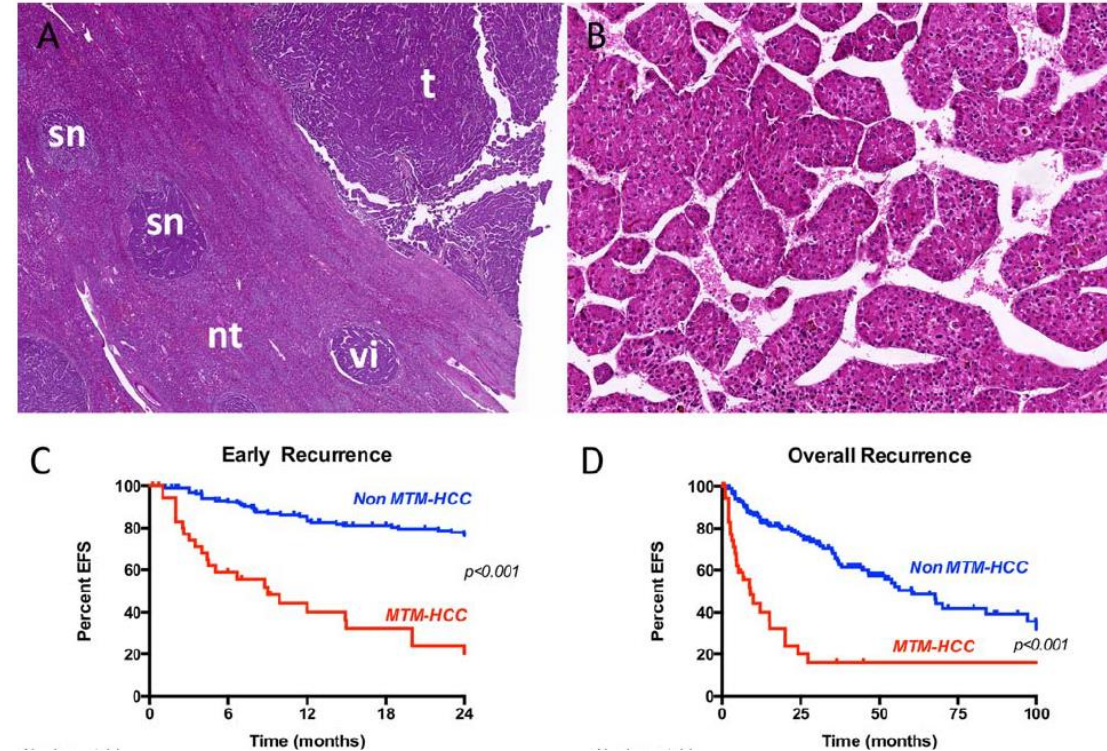 A
t
sn
sn
nt
vi
B
C
Early Recurrence
100
80
60
40
20
0
Percent EFS
Non MTM-HCC
p<0.001
MTM-HCC
0 6 12 18 24
Time (months)
D
Overall Recurrence
100
80
60
40
20
0
Percent EFS
Non MTM-HCC
MTM-HCC
p<0.001
0 25 50 75 100
Time (months)